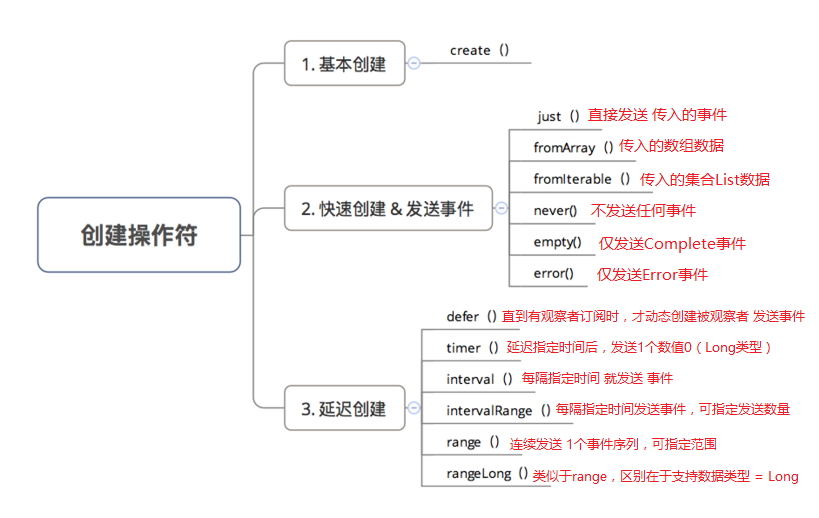 创建操作符
1. 基本创建
create（）
2. 快速创建 & 发送事件
just（） 直接发送 传入的事件
fromArray（） 传入的数组数据
fromIterable（） 传入的集合List数据
never() 不发送任何事件
empty() 仅发送Complete事件
error() 仅发送Error事件
3. 延迟创建
defer（） 直到有观察者订阅时，才动态创建被观察者 发送事件
timer（） 延迟指定时间后，发送1个数值0（Long类型）
interval（） 每隔指定时间 就发送 事件
intervalRange（） 每隔指定时间发送事件，可指定发送数量
range（） 连续发送 1个事件序列，可指定范围
rangeLong（） 类似于range，区别在于支持数据类型 = Long